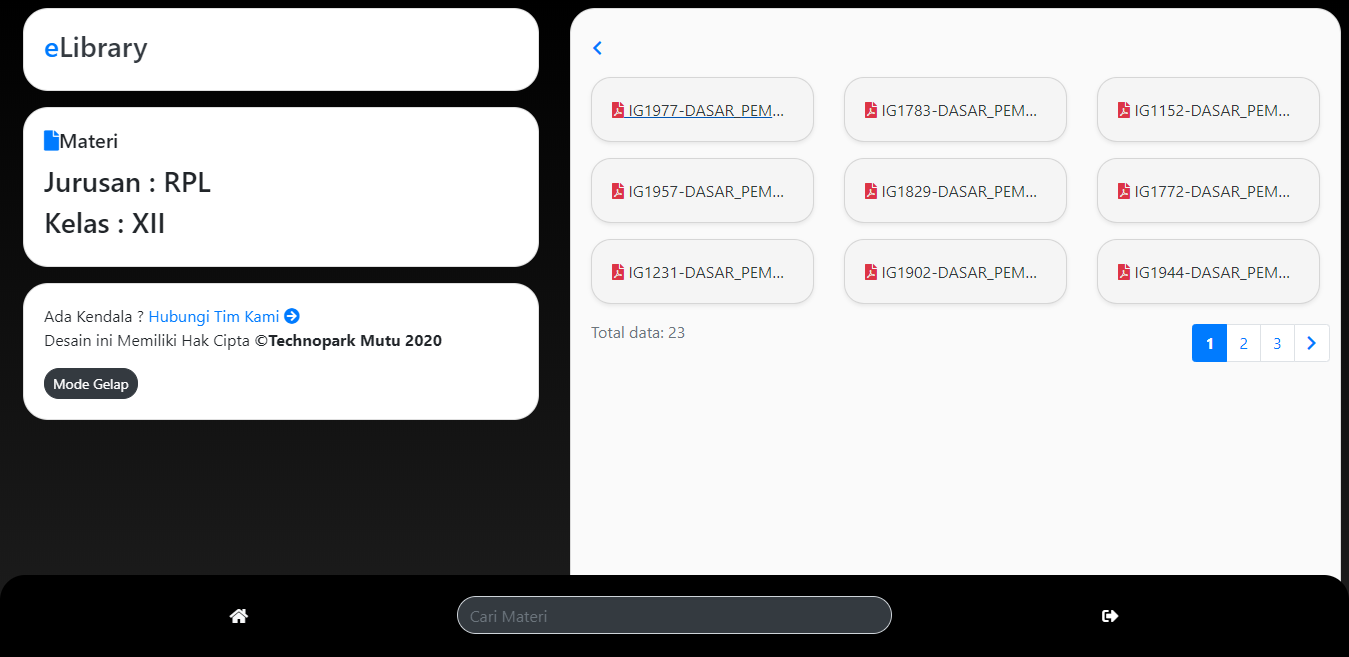 eLibrary
Materi
Jurusan : RPL
Kelas : XII
Ada Kendala ? Hubungi Tim Kami
Desain ini Memiliki Hak Cipta ©Technopark Mutu 2020
Mode Gelap
IG1977-DASAR_PEM...
IG1783-DASAR_PEM...
IG1152-DASAR_PEM...
IG1957-DASAR_PEM...
IG1829-DASAR_PEM...
IG1772-DASAR_PEM...
IG1231-DASAR_PEM...
IG1902-DASAR_PEM...
IG1944-DASAR_PEM...
Total data: 23
1 2 3
Cari Materi